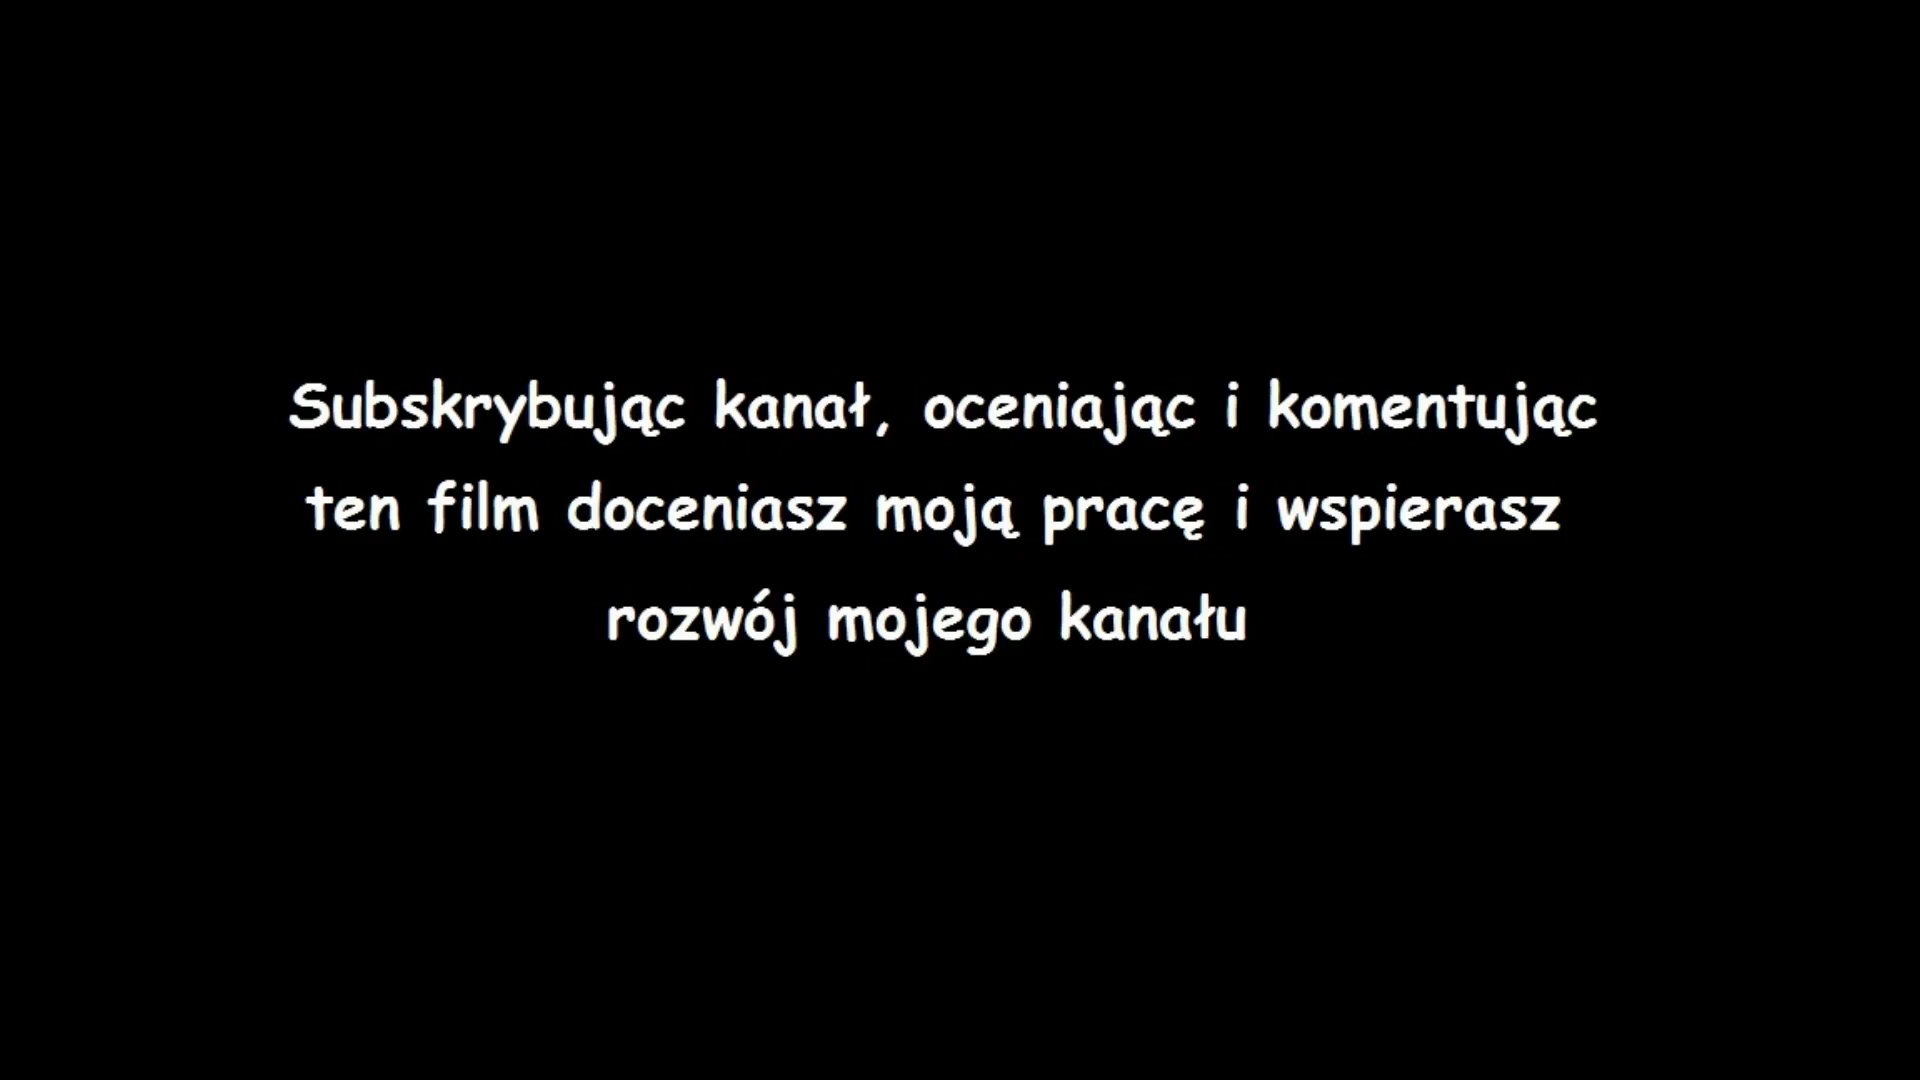 Subskrybując kanał, oceniając i komentując
ten film doceniasz moją pracę i wspierasz
rozwój mojego kanału